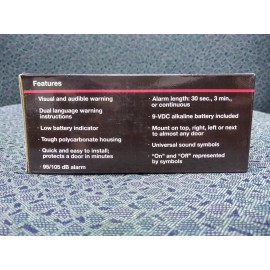 Features
· Visual and audible warning
· Dual language warning
instructions
· Low battery indicator
· Tough polycarbonate housing
· Quick and easy to install;
protects a door in minutes
· 95/105 dB alarm
· Alarm length: 30 sec., 3 min.,
or continuous
· 9-VDC alkaline battery included
· Mount on top, right, left or next
to almost any door
· Universal sound symbols
· "On" and "Off" represented
by symbols